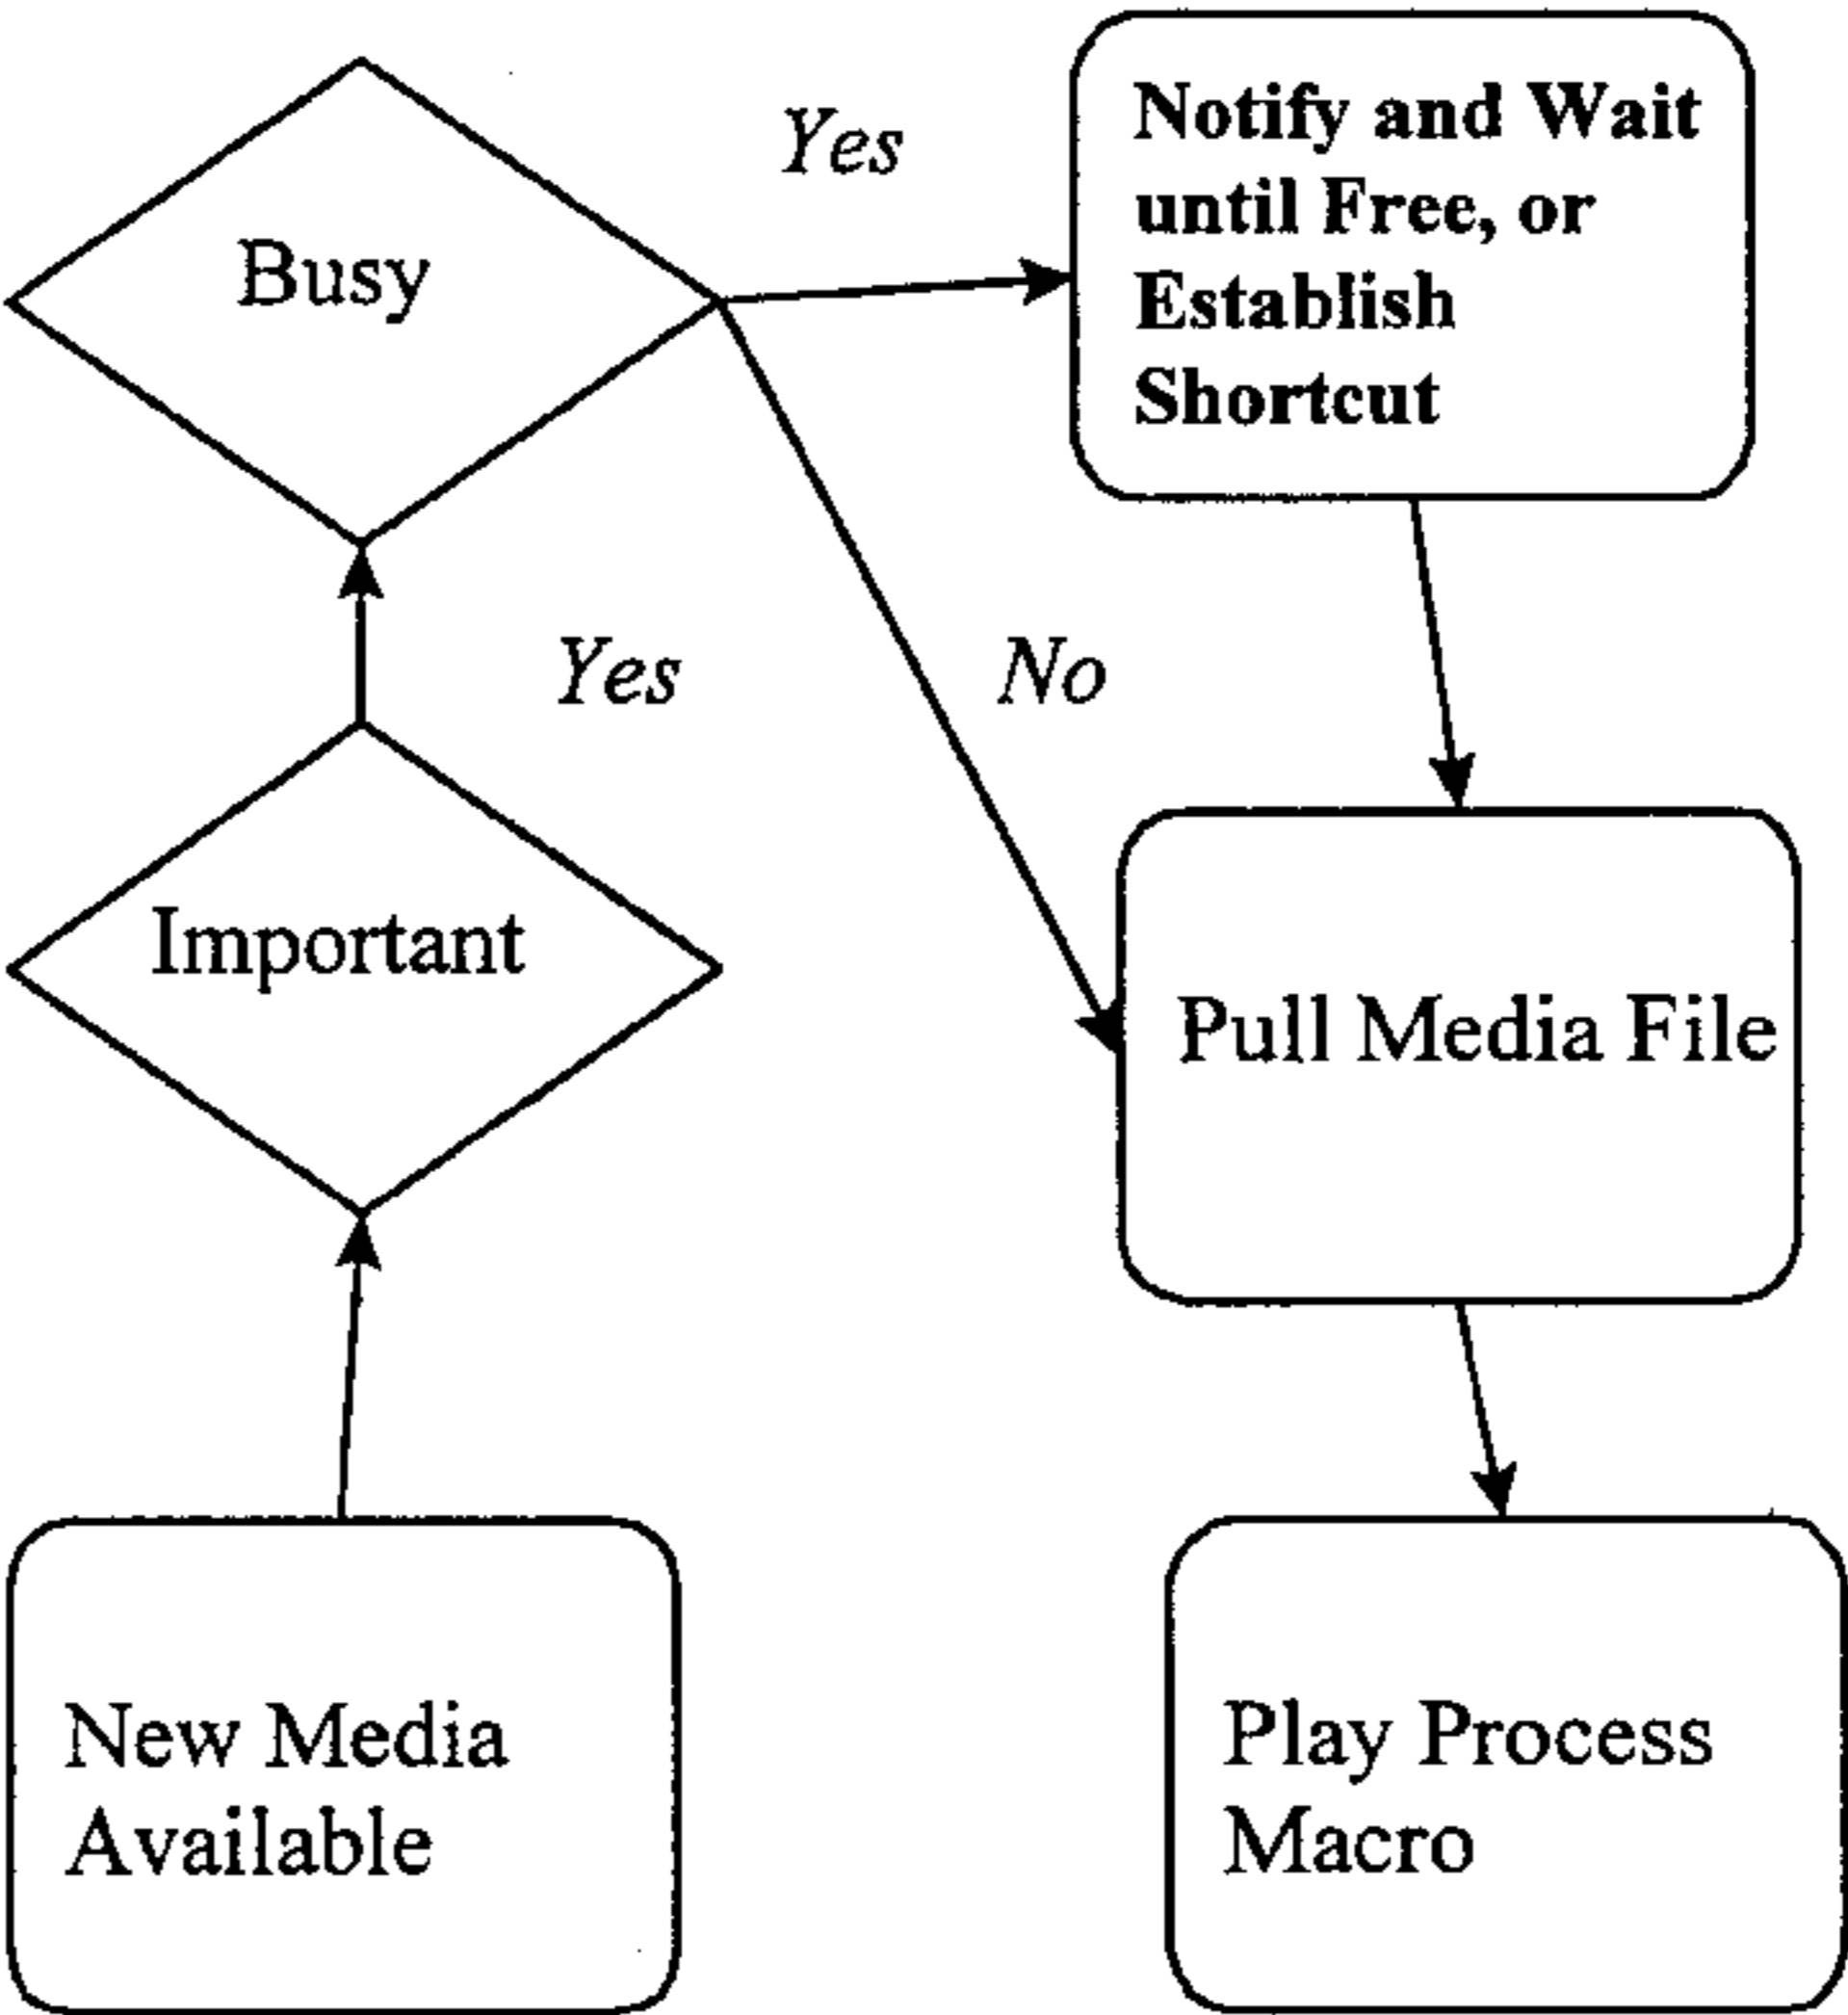 Busy
Yes
Notify and Wait
until Free, or
Establish
Shortcut
Yes
No
Important
Pull Media File
New Media
Available
Play Process
Macro